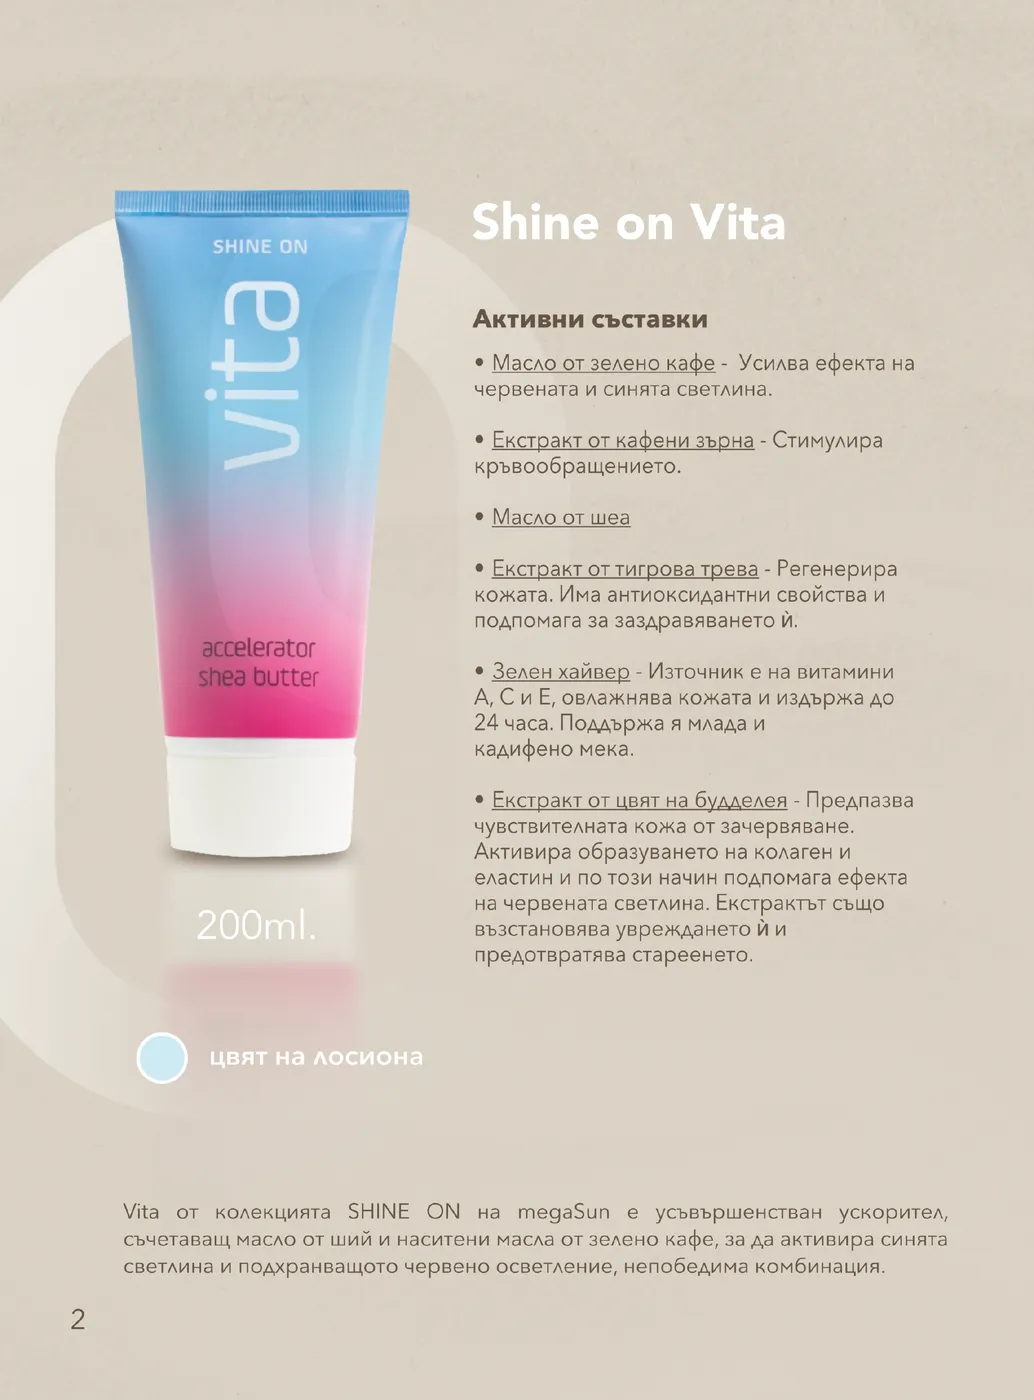 SHINE ON
vita
accelerator
shea butter
200ml.
цвят на лосиона
Shine on Vita
Активни съставки
• Масло от зелено кафе - Усилва ефекта на
червената и синята светлина.
• Екстракт от кафени зърна - Стимулира
кръвообращението.
• Масло от шеа
• Екстракт от тигрова трева - Регенерира
кожата. Има антиоксидантни свойства и
подпомага за заздравяването ѝ.
• Зелен хайвер - Източник е на витамини
А, С и Е, овлажнява кожата и издържа до
24 часа. Поддържа я млада и
кадифено мека.
• Екстракт от цвят на будделея - Предпазва
чувствителната кожа от зачервяване.
Активира образуването на колаген и
еластин и по този начин подпомага ефекта
на червената светлина. Екстрактът също
възстановява увреждането ѝ и
предотвратява стареенето.
Vita от колекцията SHINE ON на megaSun е усъвършенстван ускорител,
съчетаващ масло от ший и наситени масла от зелено кафе, за да активира синята
светлина и подхранващото червено осветление, непобедима комбинация.
2